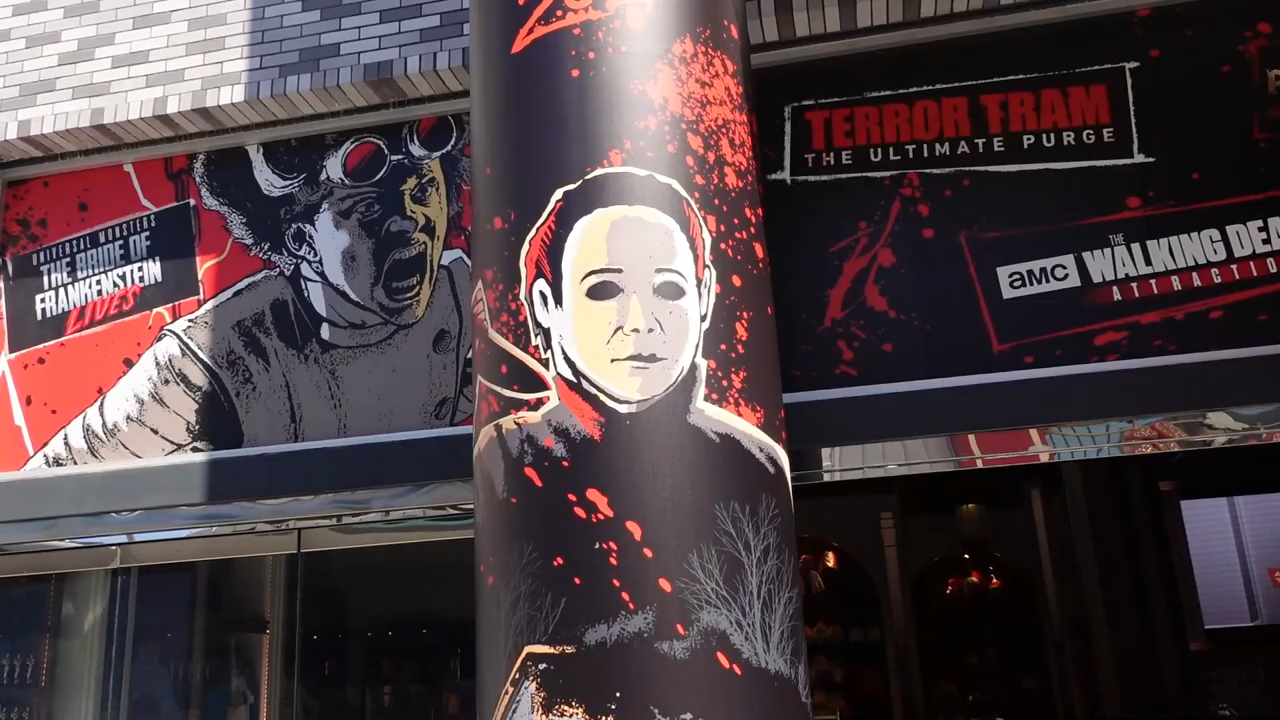 UNIVERSAL MONSTERS
THE BRIDE OF
FRANKENSTEIN
LIVES
TERROR TRAM
THE ULTIMATE PURGE
amc
THE
WALKING DEA
ATTRACTIO